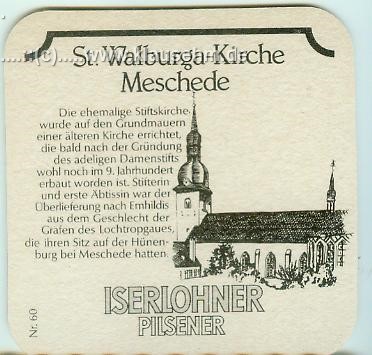 St. Walburga-Kirche
Meschede
Die ehemalige Stiftskirche
wurde auf den Grundmauern
einer älteren Kirche errichtet,
die bald nach der Gründung
des adeligen Damenstifts
wohl noch im 9. Jahrhundert
erbaut worden ist. Stifterin
und erste Äbtissin war der
Überlieferung nach Emhildis
aus dem Geschlecht der
Grafen des Lochtropgaues,
die ihren Sitz auf der Hünen-
burg bei Meschede hatten.
ISERLOHNER
PILSENER
Nr. 60